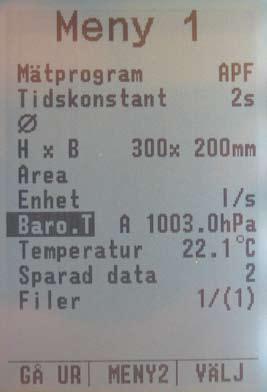 Meny 1
Mätprogram APF
Tidskonstant 2s
Ø
H x B 300x 200mm
Area
Enhet l/s
Baro.T A 1003.0hPa
Temperatur 22.1°C
Sparad data 2
Filer 1/(1)
GÅ UR| MENY2| VÄLJ